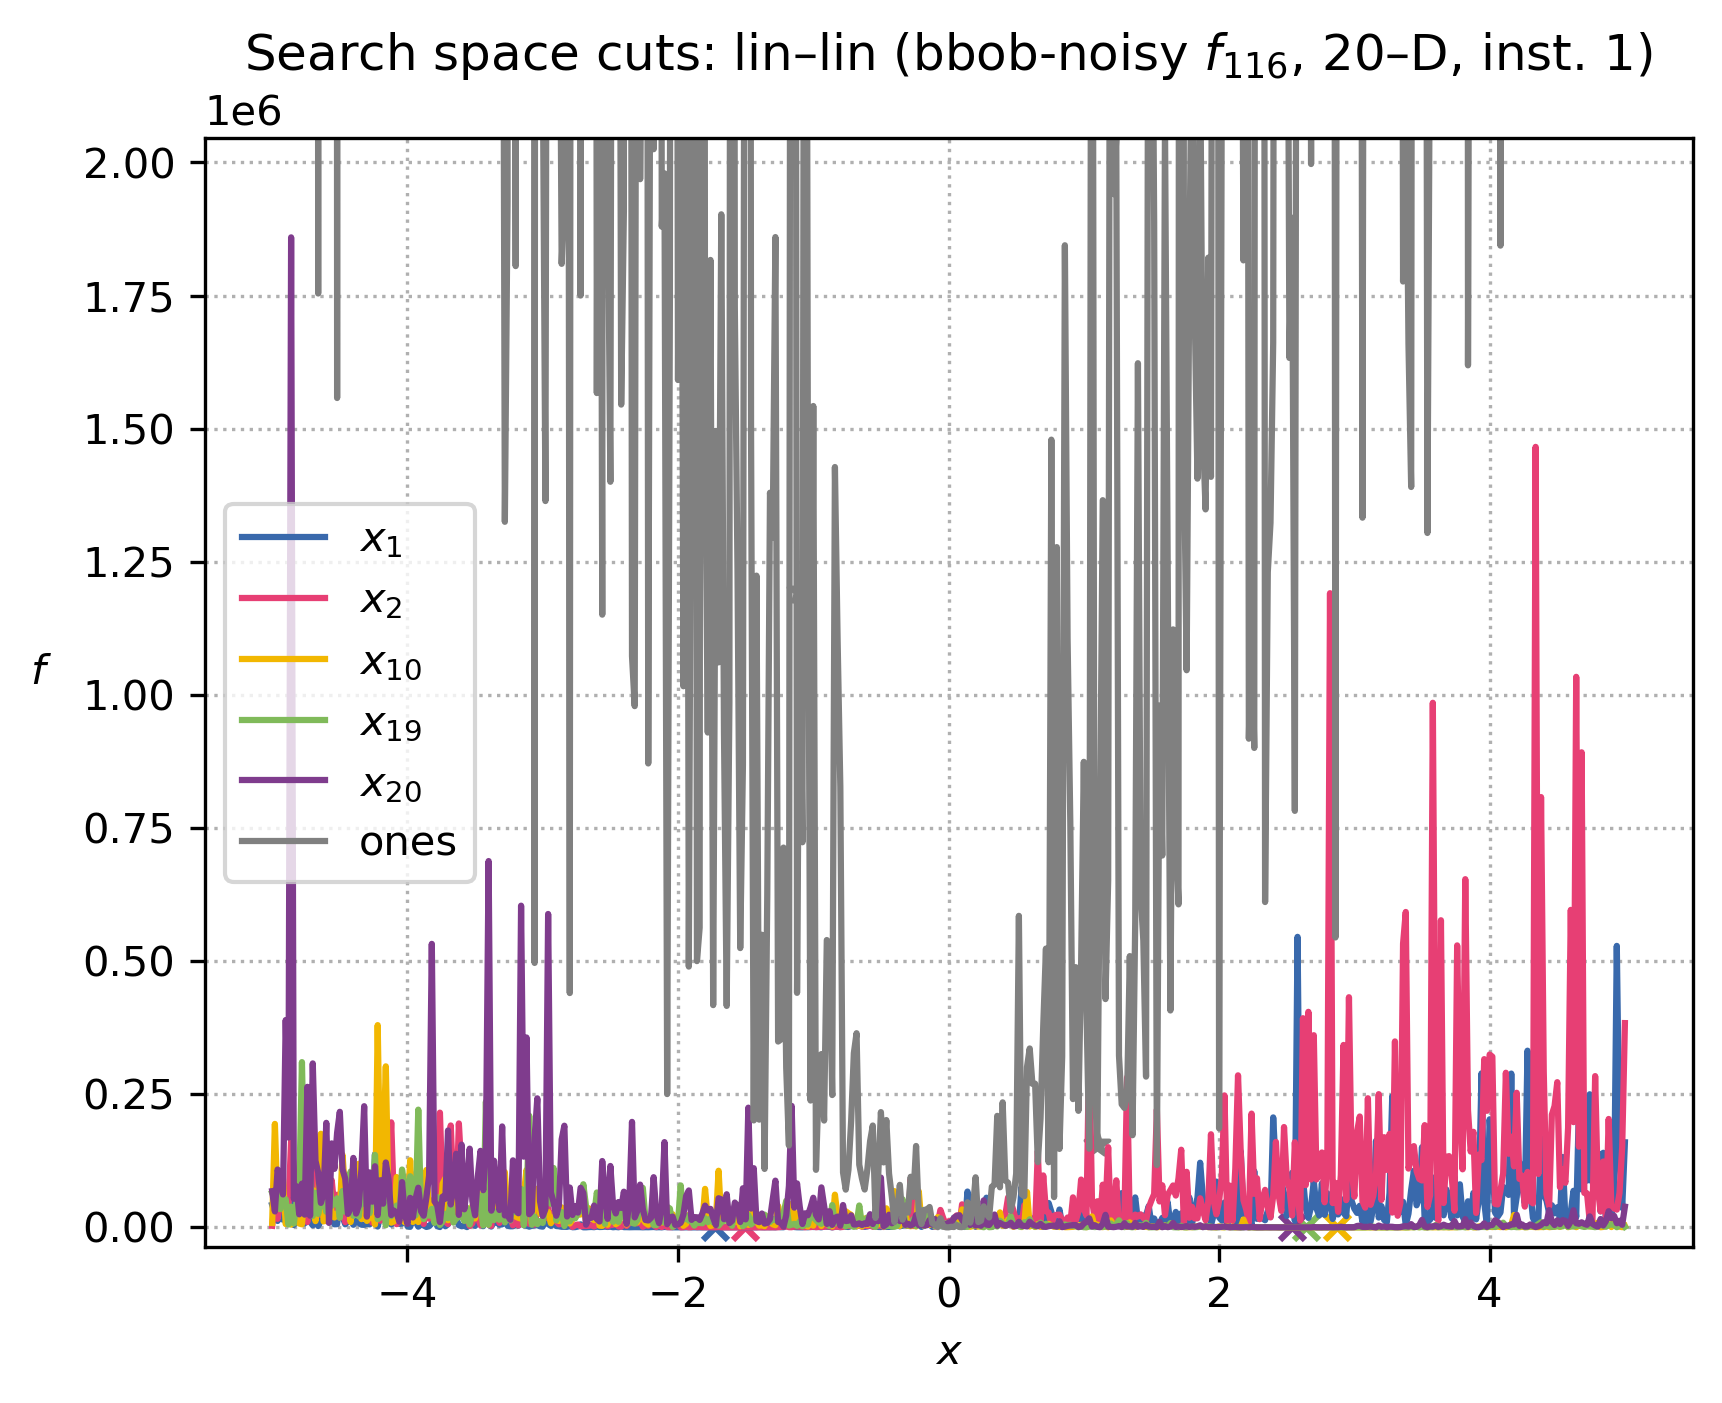 Search space cuts: lin–lin (bbob-noisy f₁₁₆, 20–D, inst. 1)
1e6
2.00
1.75
1.50
1.25
1.00
0.75
0.50
0.25
0.00
f
x₁
x₂
x₁₀
x₁₉
x₂₀
ones
−4
−2
0
2
4
x